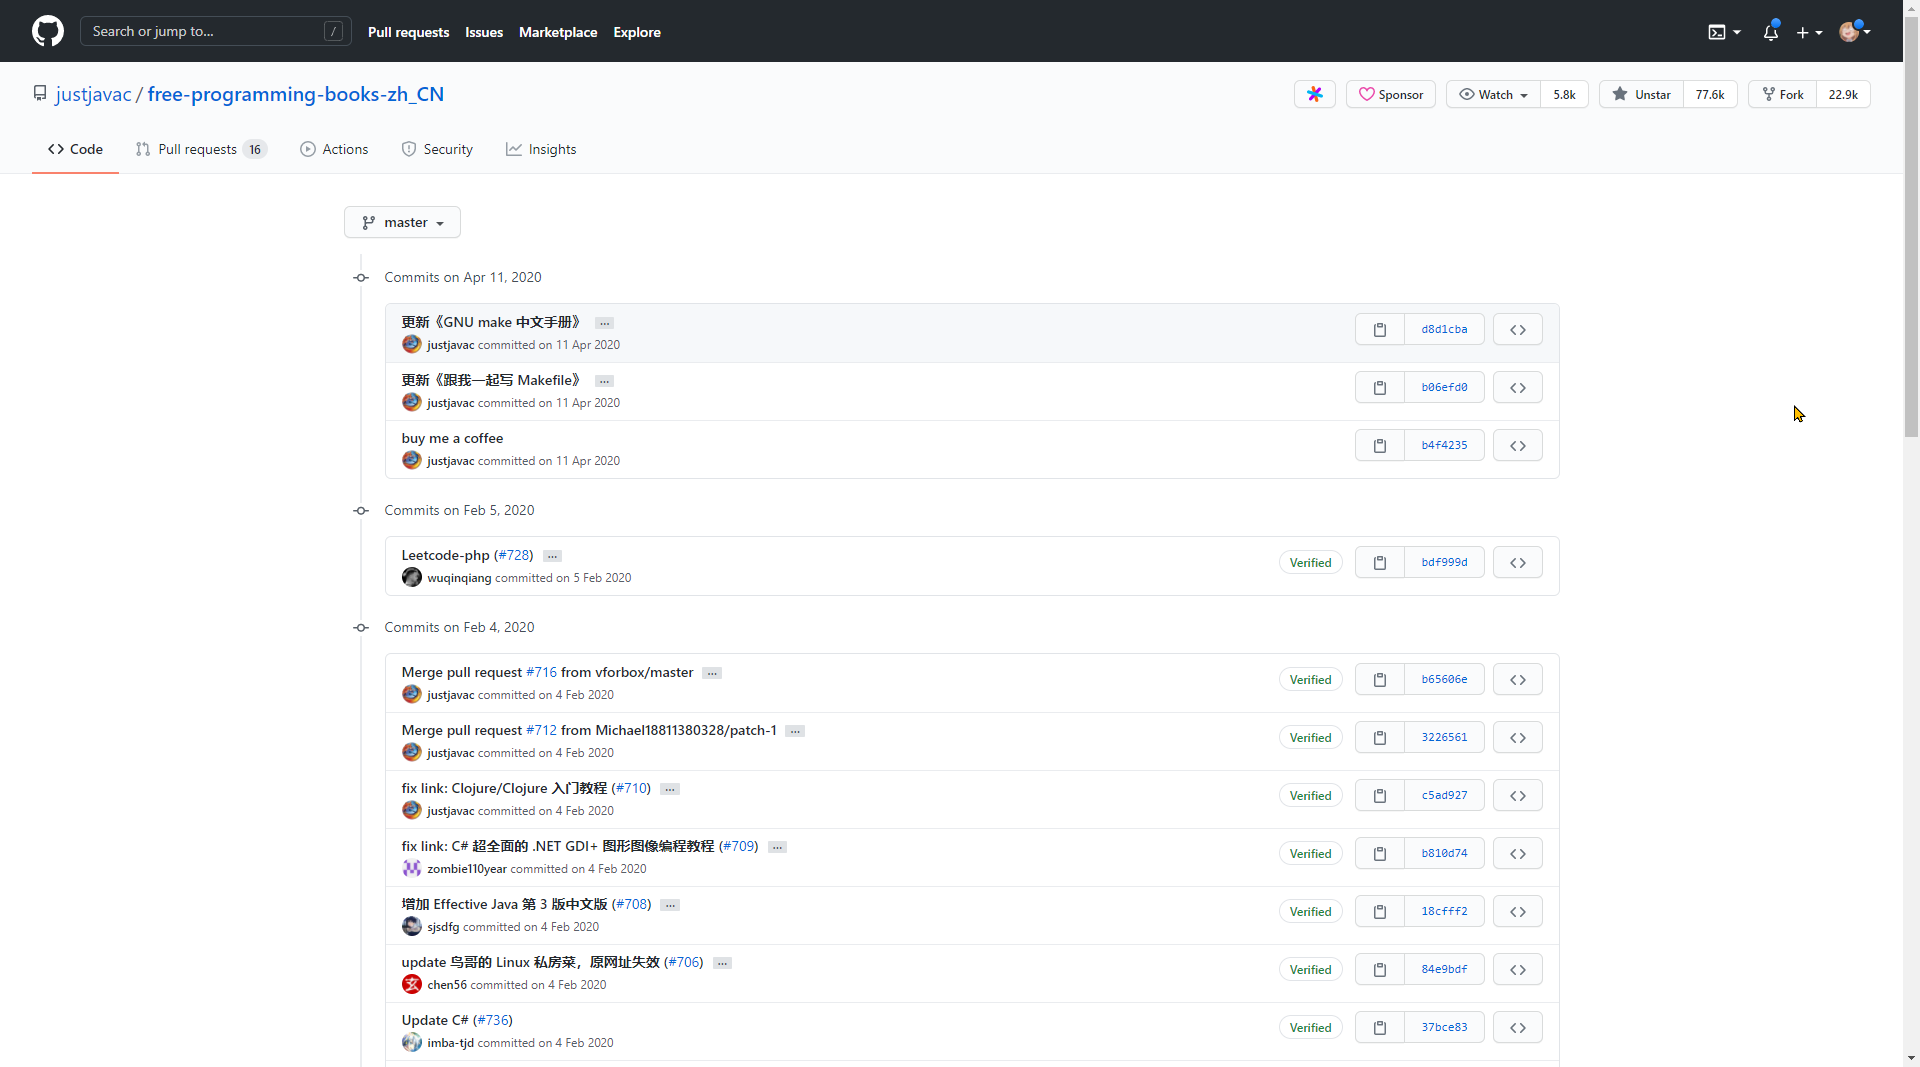 Search or jump to... /
Pull requests Issues Marketplace Explore
justjavac / free-programming-books-zh_CN
Sponsor Watch 5.8k Unstar 77.6k Fork 22.9k
Code Pull requests 16 Actions Security Insights
master
Commits on Apr 11, 2020
更新《GNU make 中文手册》 …
d8d1cba
justjavac committed on 11 Apr 2020
更新《跟我一起写 Makefile》 …
b06efd0
justjavac committed on 11 Apr 2020
buy me a coffee
b4f4235
justjavac committed on 11 Apr 2020
Commits on Feb 5, 2020
Leetcode-php (#728) …
Verified bdf999d
wuqinqiang committed on 5 Feb 2020
Commits on Feb 4, 2020
Merge pull request #716 from vforbox/master …
Verified b65606e
justjavac committed on 4 Feb 2020
Merge pull request #712 from Michael18811380328/patch-1 …
Verified 3226561
justjavac committed on 4 Feb 2020
fix link: Clojure/Clojure 入门教程 (#710) …
Verified c5ad927
justjavac committed on 4 Feb 2020
fix link: C# 超全面的 .NET GDI+ 图形图像编程教程 (#709) …
Verified b810d74
zombie110year committed on 4 Feb 2020
增加 Effective Java 第 3 版中文版 (#708) …
Verified 18cfff2
sjsdfg committed on 4 Feb 2020
update 鸟哥的 Linux 私房菜，原网址失效 (#706) …
Verified 84e9bdf
玄
chen56 committed on 4 Feb 2020
Update C# (#736)
Verified 37bce83
imba-tjd committed on 4 Feb 2020